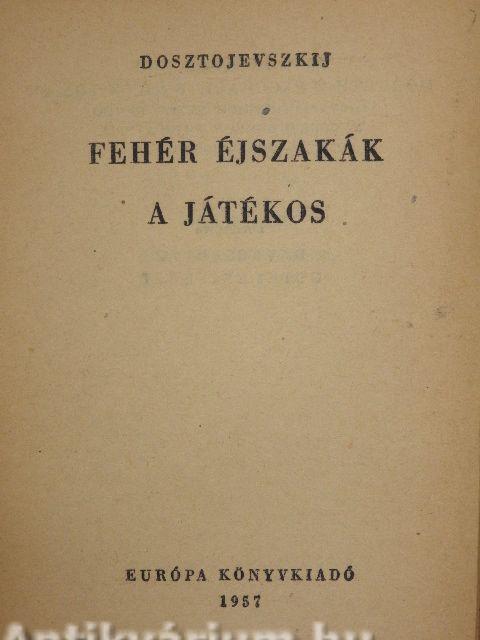 DOSZTOJEVSZKIJ
FEHÉR ÉJSZAKÁK
A JÁTÉKOS
EURÓPA KÖNYVKIADÓ
1957
Antikvárium.hu